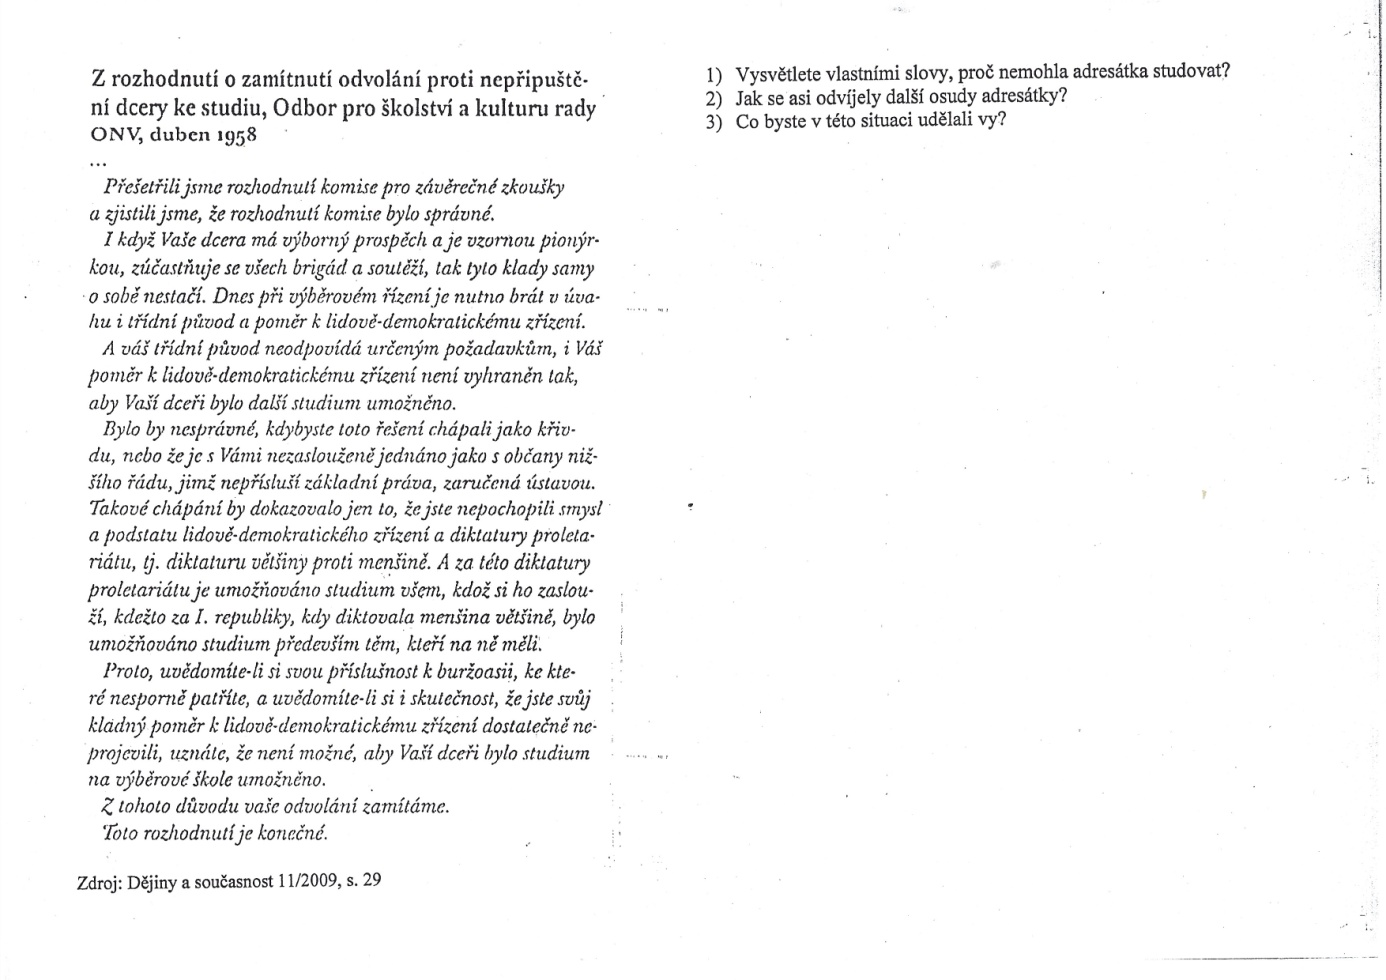 Z rozhodnutí o zamítnutí odvolání proti nepřipuště-
ní dcery ke studiu, Odbor pro školství a kulturu rady
ONV, duben 1958
...
Přešetřili jsme rozhodnutí komise pro závěrečné zkoušky
a zjistili jsme, že rozhodnutí komise bylo správné.
I když Vaše dcera má výborný prospěch a je vzornou pionýr-
kou, zúčastňuje se všech brigád a soutěží, tak tyto klady samy
o sobě nestačí. Dnes při výběrovém řízení je nutno brát v úva-
hu i třídní původ a poměr k lidově-demokratickému zřízení.
A váš třídní původ neodpovídá určeným požadavkům, i Váš
poměr k lidově-demokratickému zřízení není vyhraněn tak,
aby Vaší dceři bylo další studium umožněno.
Bylo by nesprávné, kdybyste toto řešení chápali jako křiv-
du, nebo že je s Vámi nezaslouženě jednáno jako s občany niž-
šího řádu, jimž nepřísluší základní práva, zaručená ústavou.
Takové chápání by dokazovalo jen to, že jste nepochopili smysl
a podstatu lidově-demokratického zřízení a diktatury proleta-
riátu, tj. diktaturu většiny proti menšině. A za této diktatury
proletariátu je umožňováno studium všem, kdož si ho zaslou-
ží, kdežto za I. republiky, kdy diktovala menšina většině, bylo
umožňováno studium především těm, kteří na ně měli.
Proto, uvědomíte-li si svou příslušnost k buržoasii, ke kte-
ré nesporně patříte, a uvědomíte-li si i skutečnost, že jste svůj
kladný poměr k lidově-demokratickému zřízení dostatečně ne-
projevili, uznáte, že není možné, aby Vaší dceři bylo studium
na výběrové škole umožněno.
Z tohoto důvodu vaše odvolání zamítáme.
Toto rozhodnutí je konečné.
Zdroj: Dějiny a současnost 11/2009, s. 29
1) Vysvětlete vlastními slovy, proč nemohla adresátka studovat?
2) Jak se asi odvíjely další osudy adresátky?
3) Co byste v této situaci udělali vy?